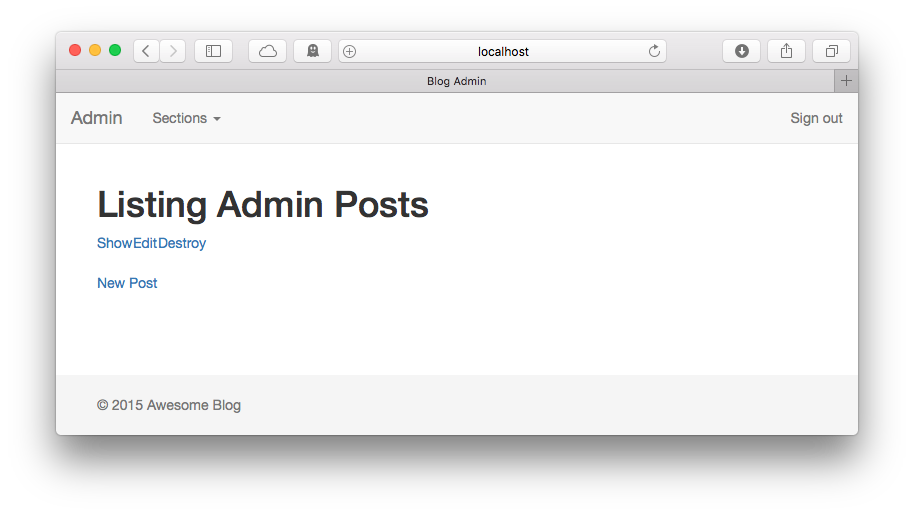 localhost
Blog Admin
Admin Sections Sign out
Listing Admin Posts
ShowEditDestroy
New Post
© 2015 Awesome Blog